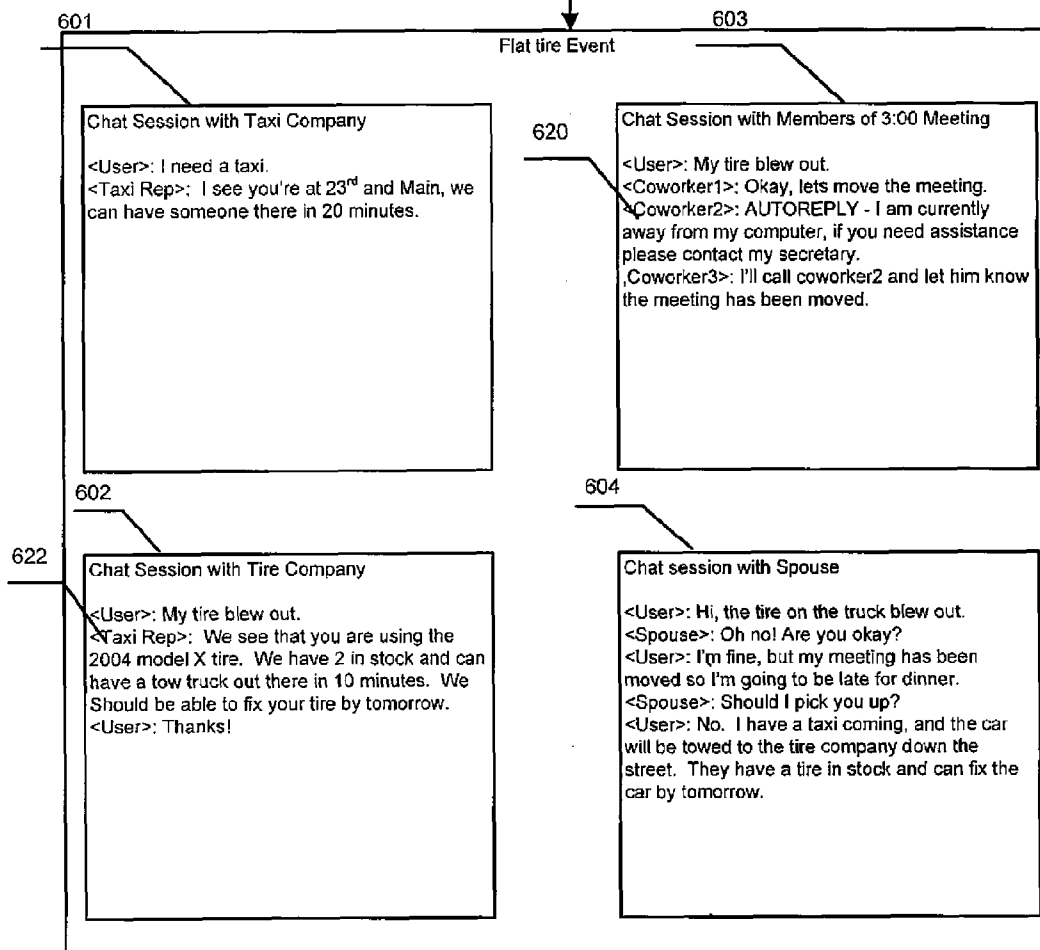 601
603
Flat tire Event
Chat Session with Taxi Company
<User>: I need a taxi.
<Taxi Rep>: I see you're at 23rd and Main, we
can have someone there in 20 minutes.
620
Chat Session with Members of 3:00 Meeting
<User>: My tire blew out.
<Coworker1>: Okay, lets move the meeting.
<Coworker2>: AUTOREPLY - I am currently
away from my computer, if you need assistance
please contact my secretary.
,Coworker3>: I'll call coworker2 and let him know
the meeting has been moved.
602
622
Chat Session with Tire Company
<User>: My tire blew out.
<Taxi Rep>: We see that you are using the
2004 model X tire. We have 2 in stock and can
have a tow truck out there in 10 minutes. We
Should be able to fix your tire by tomorrow.
<User>: Thanks!
604
Chat session with Spouse
<User>: Hi, the tire on the truck blew out.
<Spouse>: Oh no! Are you okay?
<User>: I'm fine, but my meeting has been
moved so I'm going to be late for dinner.
<Spouse>: Should I pick you up?
<User>: No. I have a taxi coming, and the car
will be towed to the tire company down the
street. They have a tire in stock and can fix the
car by tomorrow.